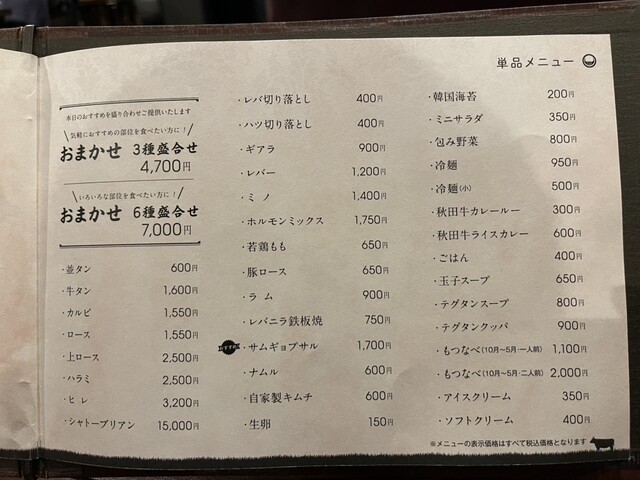 単品メニュー
本日のおすすめを盛り合わせご提供いたします
気軽におすすめの部位を食べたい方に!
おまかせ 3種盛合せ
4,700円
いろいろな部位を食べたい方に!
おまかせ 6種盛合せ
7,000円
・並タン 600円
・牛タン 1,600円
・カルビ 1,550円
・ロース 1,550円
・上ロース 2,500円
・ハラミ 2,500円
・ヒレ 3,200円
・シャトーブリアン 15,000円
・レバ切り落とし 400円
・ハツ切り落とし 400円
・ギアラ 900円
・レバー 1,200円
・ミノ 1,400円
・ホルモンミックス 1,750円
・若鶏もも 650円
・豚ロース 650円
・ラム 900円
・レバニラ鉄板焼 750円
おすすめ
・サムギョプサル 1,700円
・ナムル 600円
・自家製キムチ 600円
・生卵 150円
・韓国海苔 200円
・ミニサラダ 350円
・包み野菜 800円
・冷麺 950円
・冷麺(小) 500円
・秋田牛カレールー 300円
・秋田牛ライスカレー 600円
・ごはん 400円
・玉子スープ 650円
・テグタンスープ 800円
・テグタンクッパ 900円
・もつなべ(10月〜5月・一人前) 1,100円
・もつなべ(10月〜5月・二人前) 2,000円
・アイスクリーム 350円
・ソフトクリーム 400円
※メニューの表示価格はすべて税込価格となります